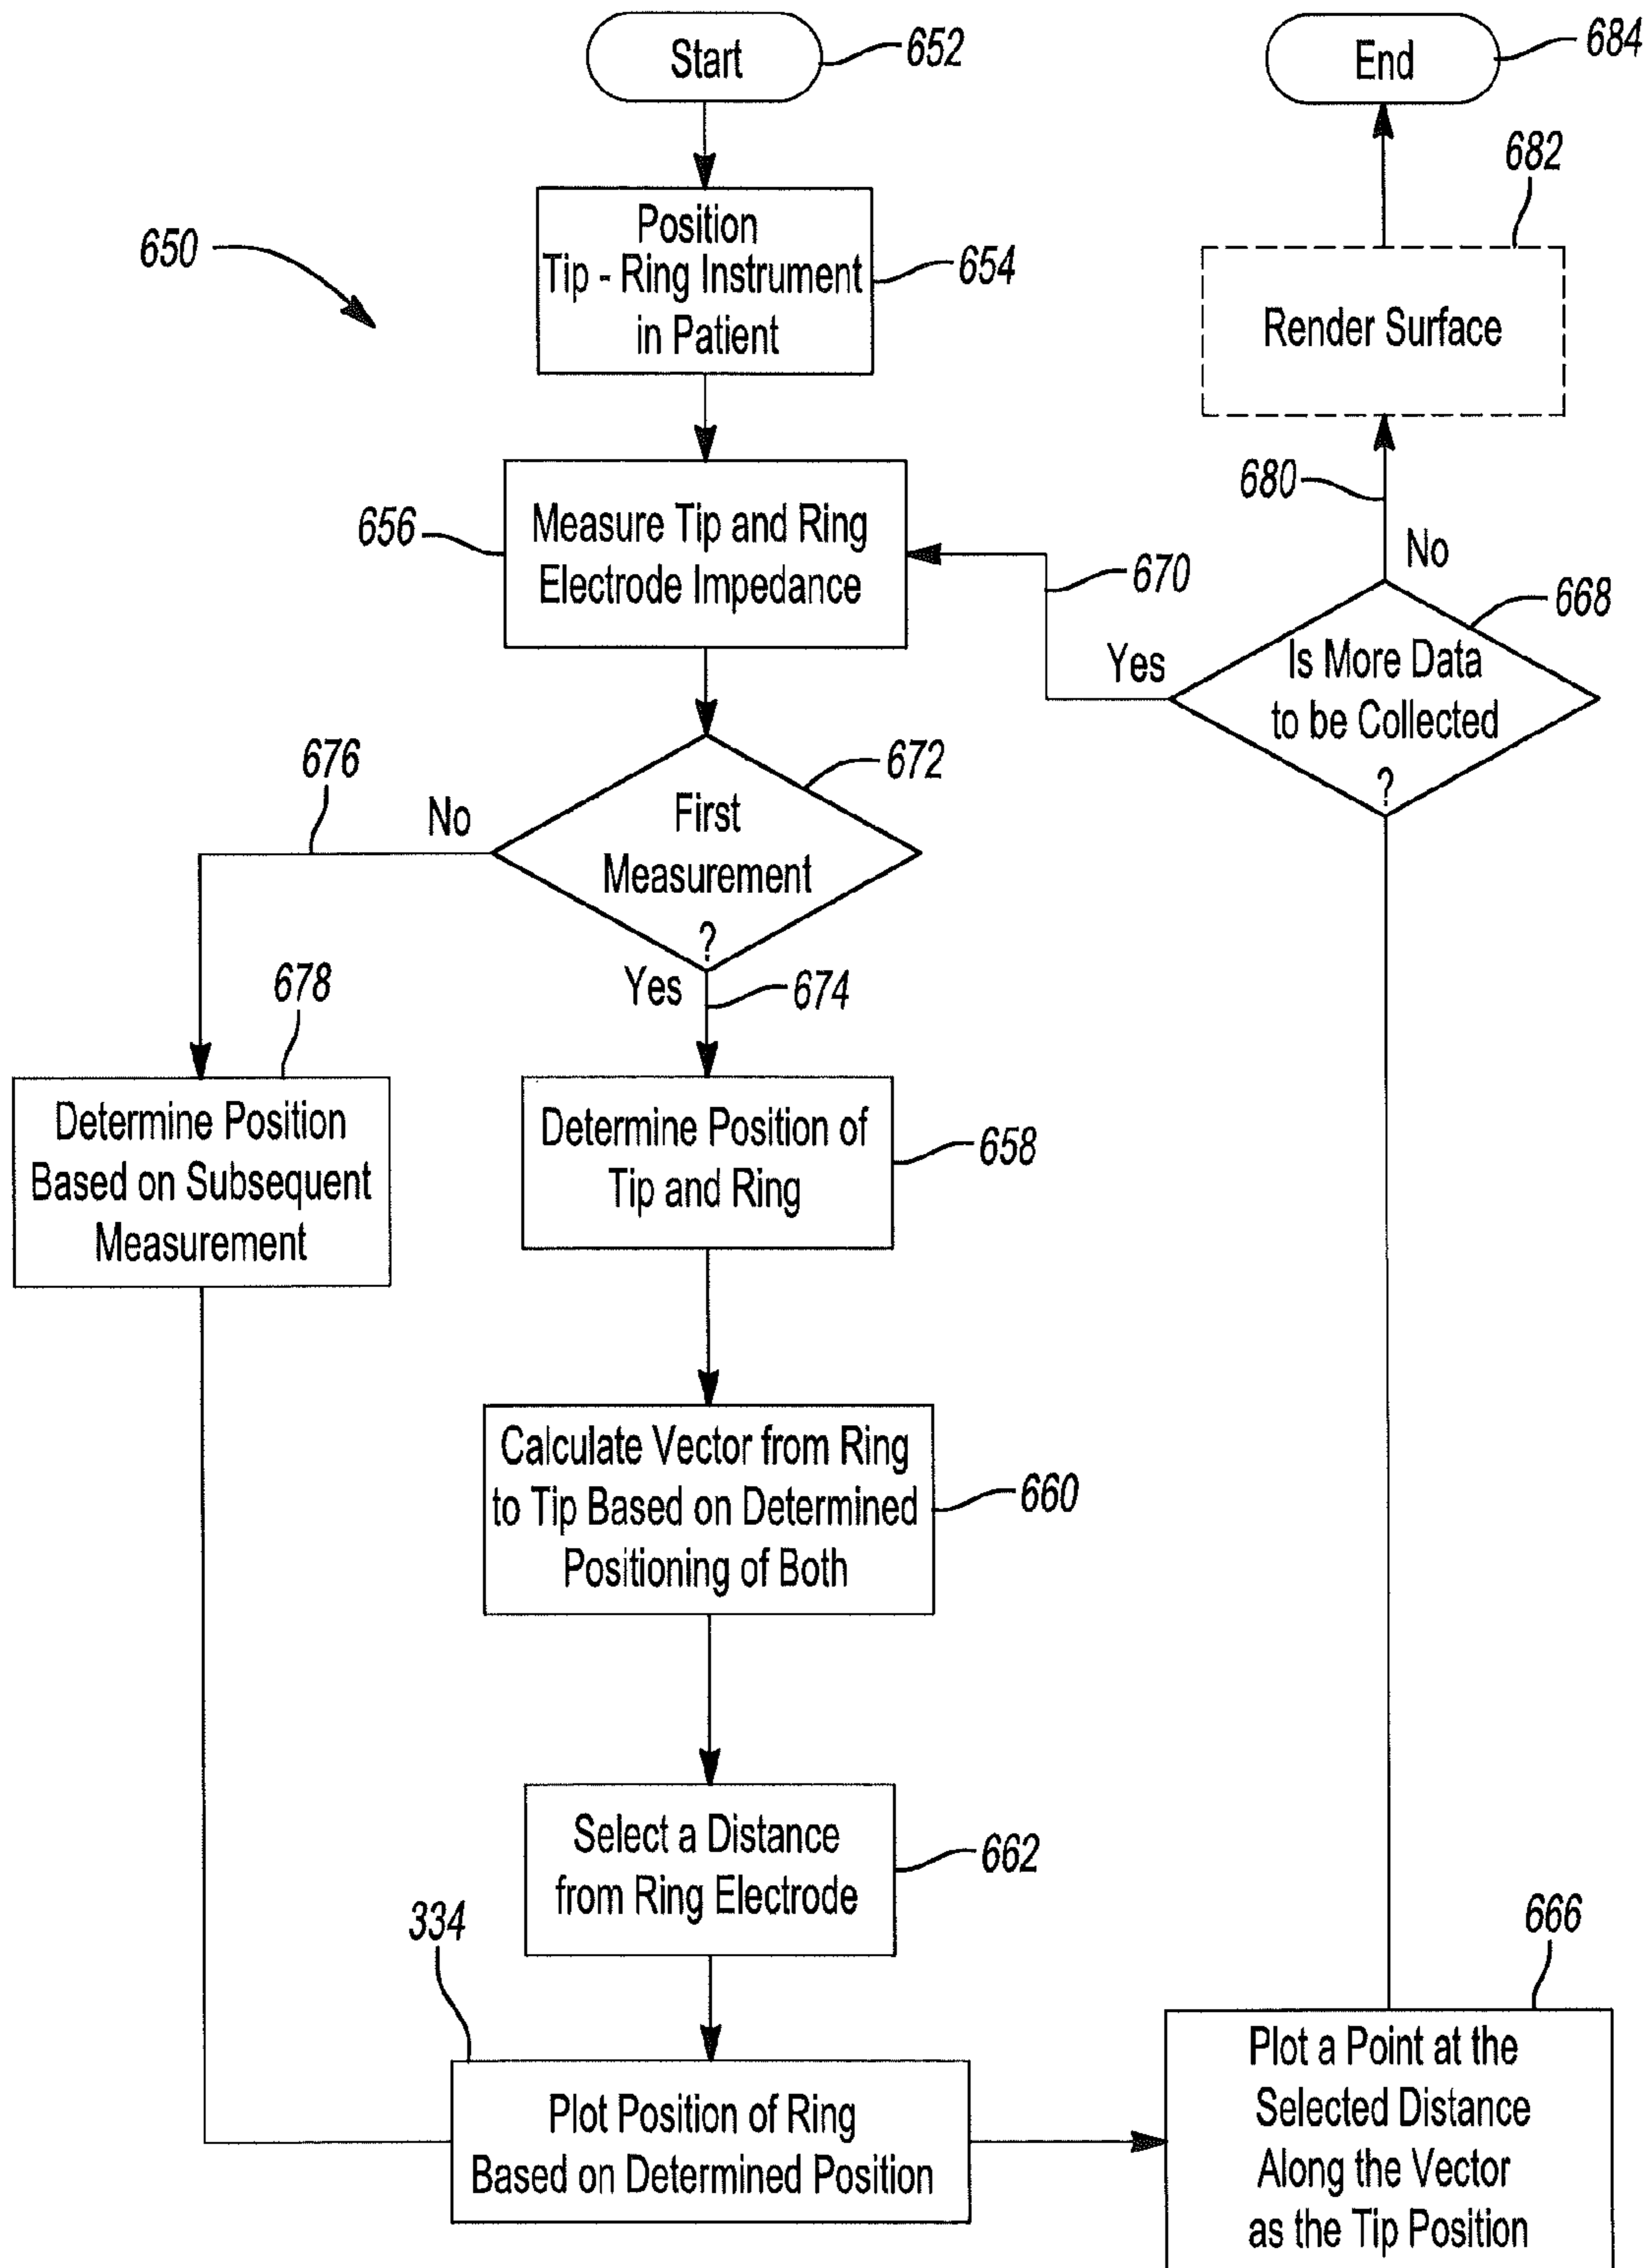 Start
652
End
684
682
Position
Tip - Ring Instrument
in Patient
654
650
Render Surface
680
No
656
Measure Tip and Ring
Electrode Impedance
670
668
Yes
Is More Data
to be Collected
?
676
No
672
First
Measurement
?
Yes
674
678
Determine Position
Based on Subsequent
Measurement
Determine Position of
Tip and Ring
658
Calculate Vector from Ring
to Tip Based on Determined
Positioning of Both
660
Select a Distance
from Ring Electrode
662
334
Plot Position of Ring
Based on Determined Position
666
Plot a Point at the
Selected Distance
Along the Vector
as the Tip Position